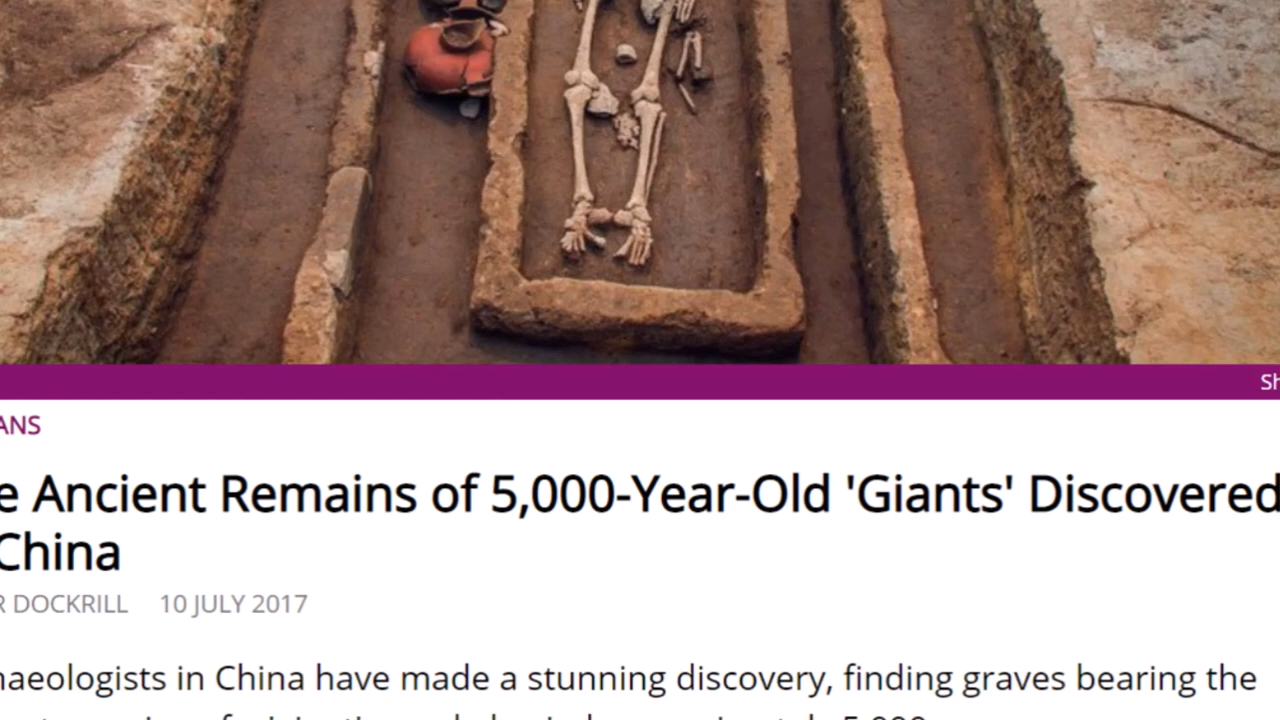 Sh
ANS
e Ancient Remains of 5,000-Year-Old 'Giants' Discovered
China
R DOCKRILL 10 JULY 2017
aeologists in China have made a stunning discovery, finding graves bearing the